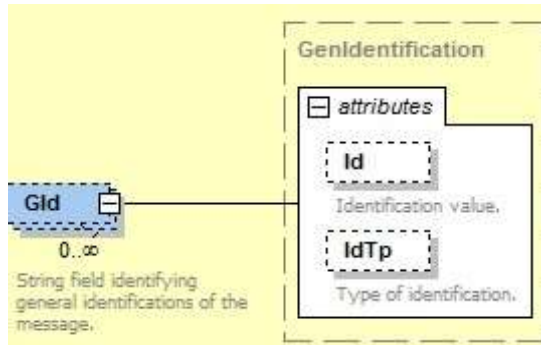 GenIdentification
attributes
Id
Identification value.
GId
0..∞
IdTp
Type of identification.
String field identifying
general identifications of the
message.